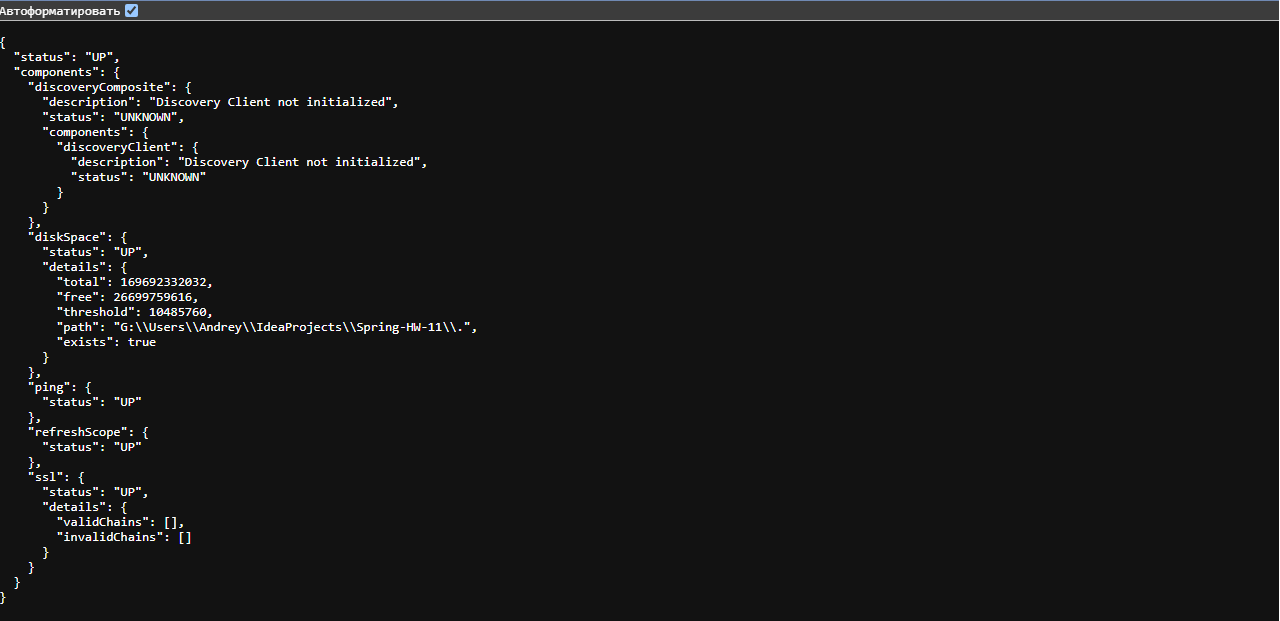 Автоформатировать
{
  "status": "UP",
  "components": {
    "discoveryComposite": {
      "description": "Discovery Client not initialized",
      "status": "UNKNOWN",
      "components": {
        "discoveryClient": {
          "description": "Discovery Client not initialized",
          "status": "UNKNOWN"
        }
      }
    },
    "diskSpace": {
      "status": "UP",
      "details": {
        "total": 169692332032,
        "free": 26699759616,
        "threshold": 10485760,
        "path": "G:\\Users\\Andrey\\IdeaProjects\\Spring-HW-11\\.",
        "exists": true
      }
    },
    "ping": {
      "status": "UP"
    },
    "refreshScope": {
      "status": "UP"
    },
    "ssl": {
      "status": "UP",
      "details": {
        "validChains": [],
        "invalidChains": []
      }
    }
  }
}